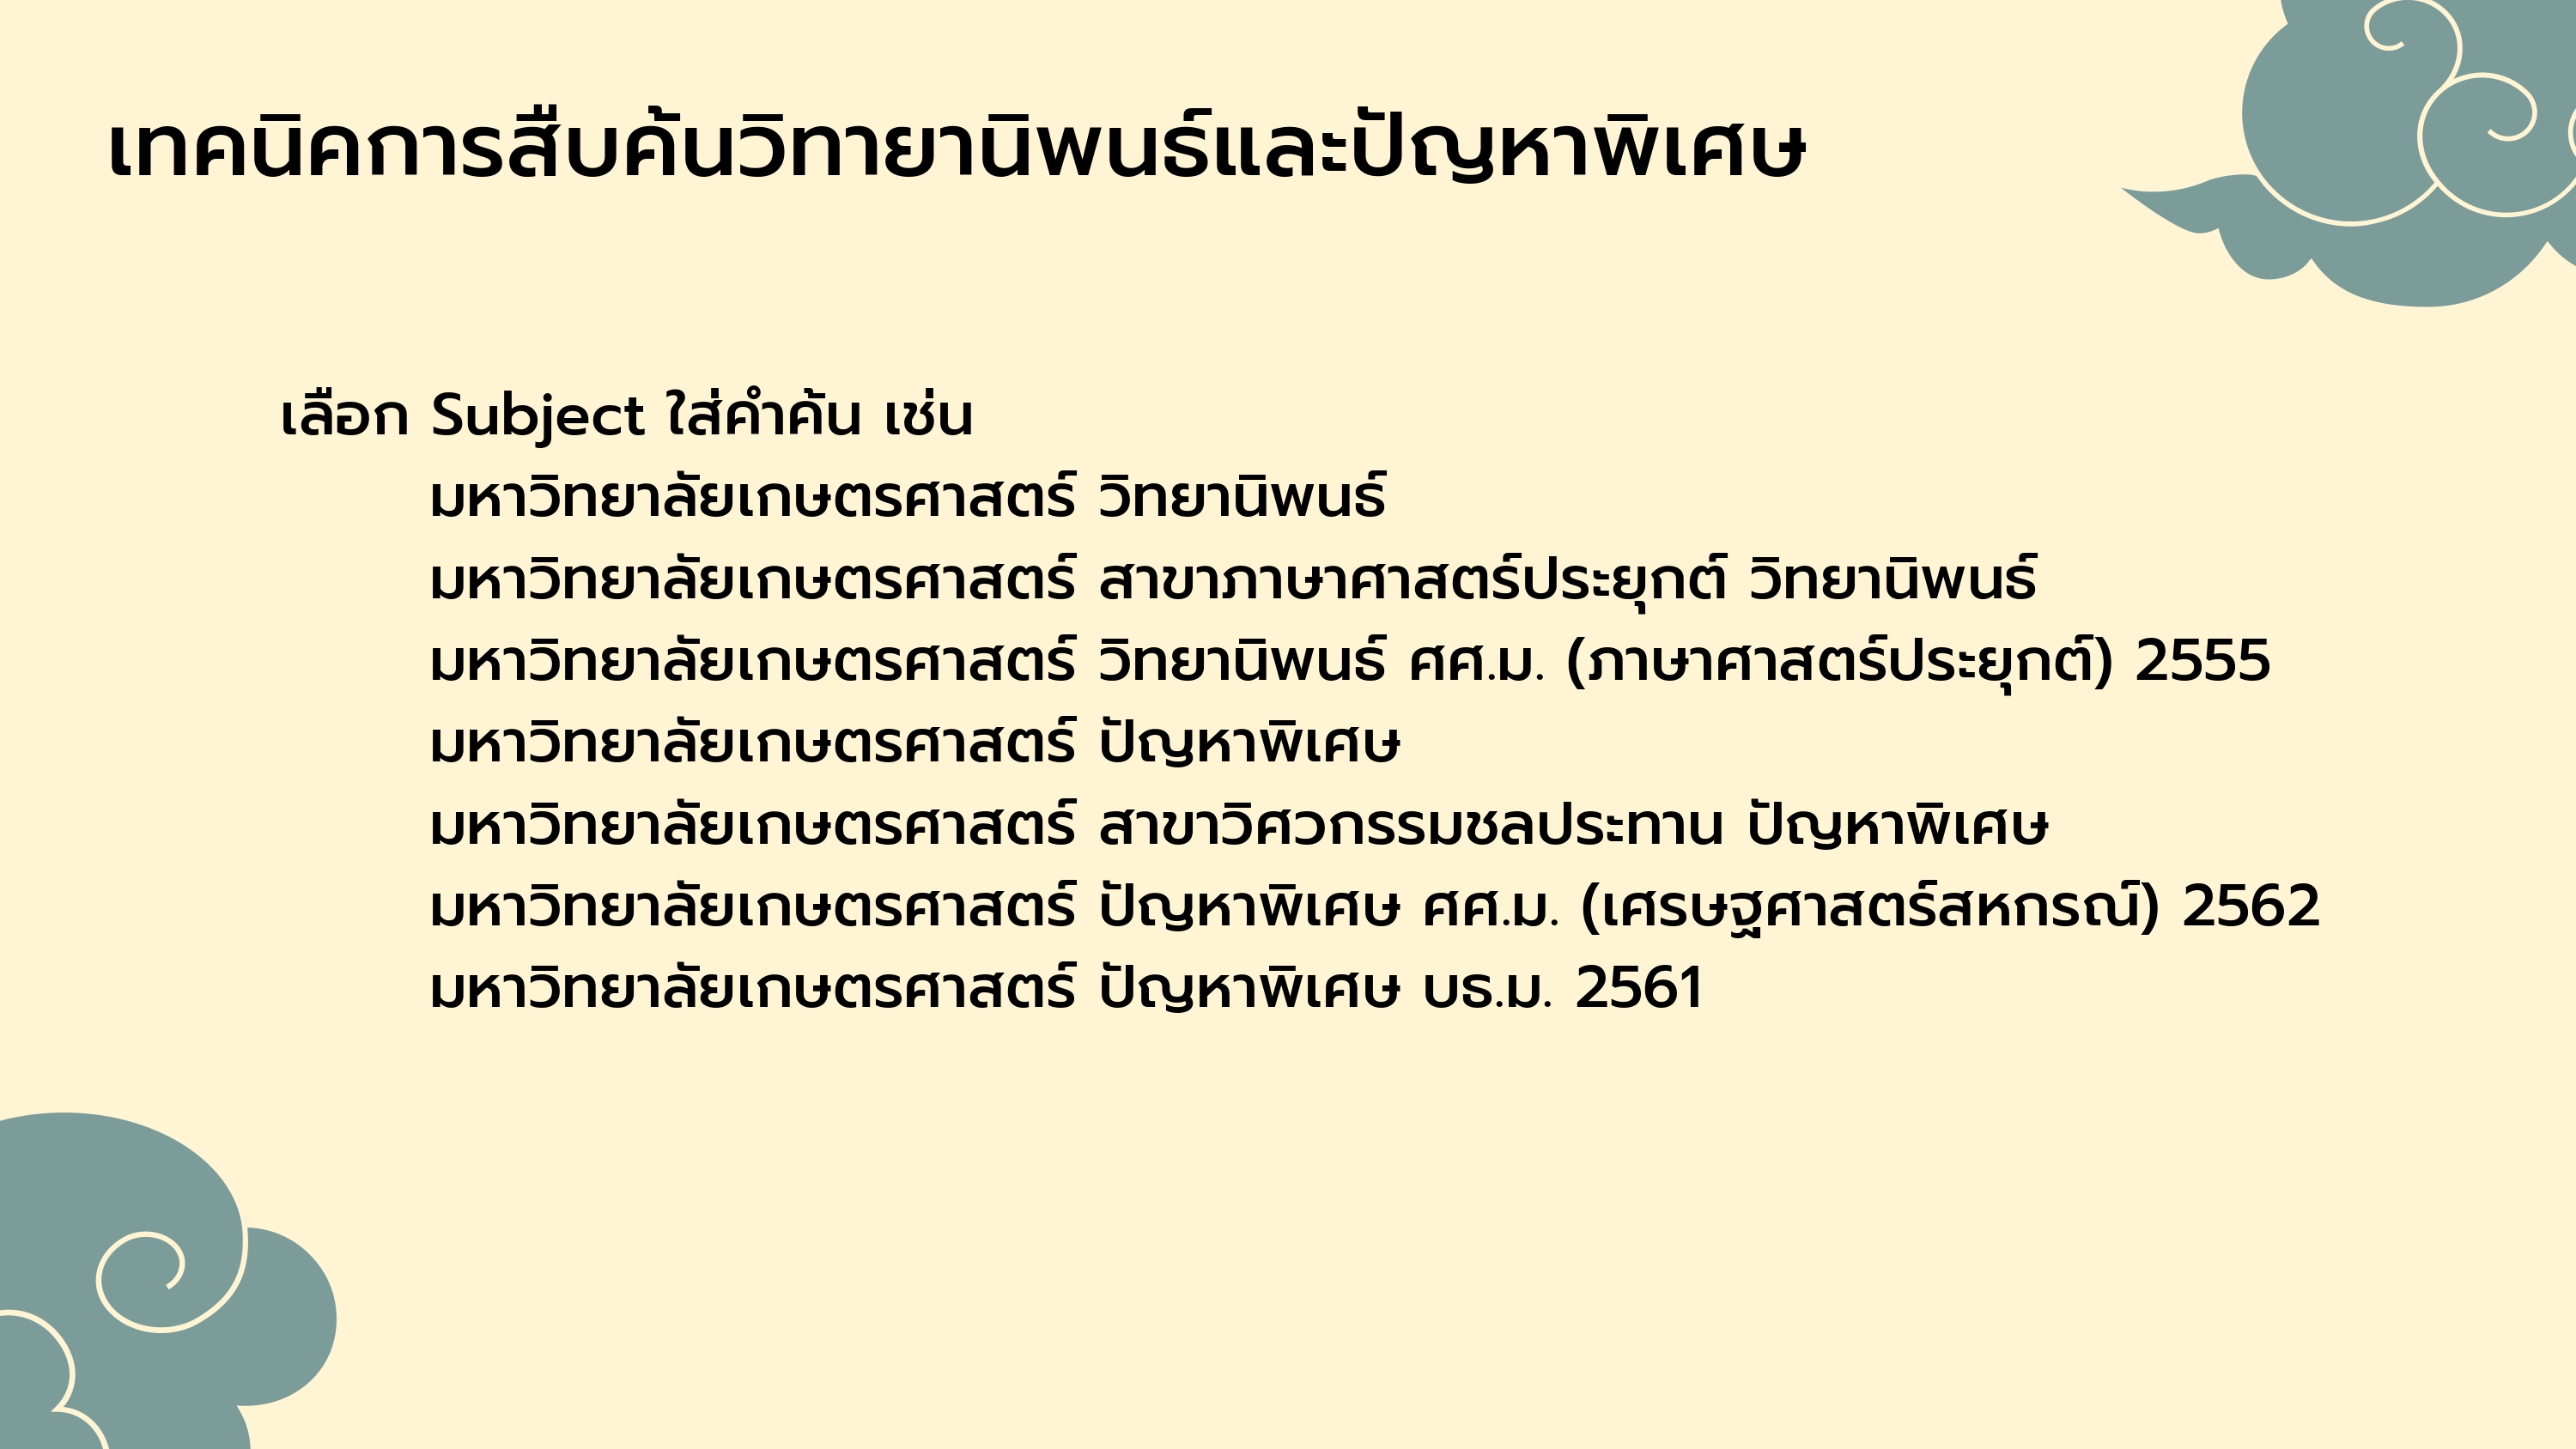 เทคนิคการสืบค้นวิทายานิพนธ์และปัญหาพิเศษ
เลือก Subject ใส่คำค้น เช่น
มหาวิทยาลัยเกษตรศาสตร์ วิทยานิพนธ์
มหาวิทยาลัยเกษตรศาสตร์ สาขาภาษาศาสตร์ประยุกต์ วิทยานิพนธ์
มหาวิทยาลัยเกษตรศาสตร์ วิทยานิพนธ์ ศศ.ม. (ภาษาศาสตร์ประยุกต์) 2555
มหาวิทยาลัยเกษตรศาสตร์ ปัญหาพิเศษ
มหาวิทยาลัยเกษตรศาสตร์ สาขาวิศวกรรมชลประทาน ปัญหาพิเศษ
มหาวิทยาลัยเกษตรศาสตร์ ปัญหาพิเศษ ศศ.ม. (เศรษฐศาสตร์สหกรณ์) 2562
มหาวิทยาลัยเกษตรศาสตร์ ปัญหาพิเศษ บธ.ม. 2561